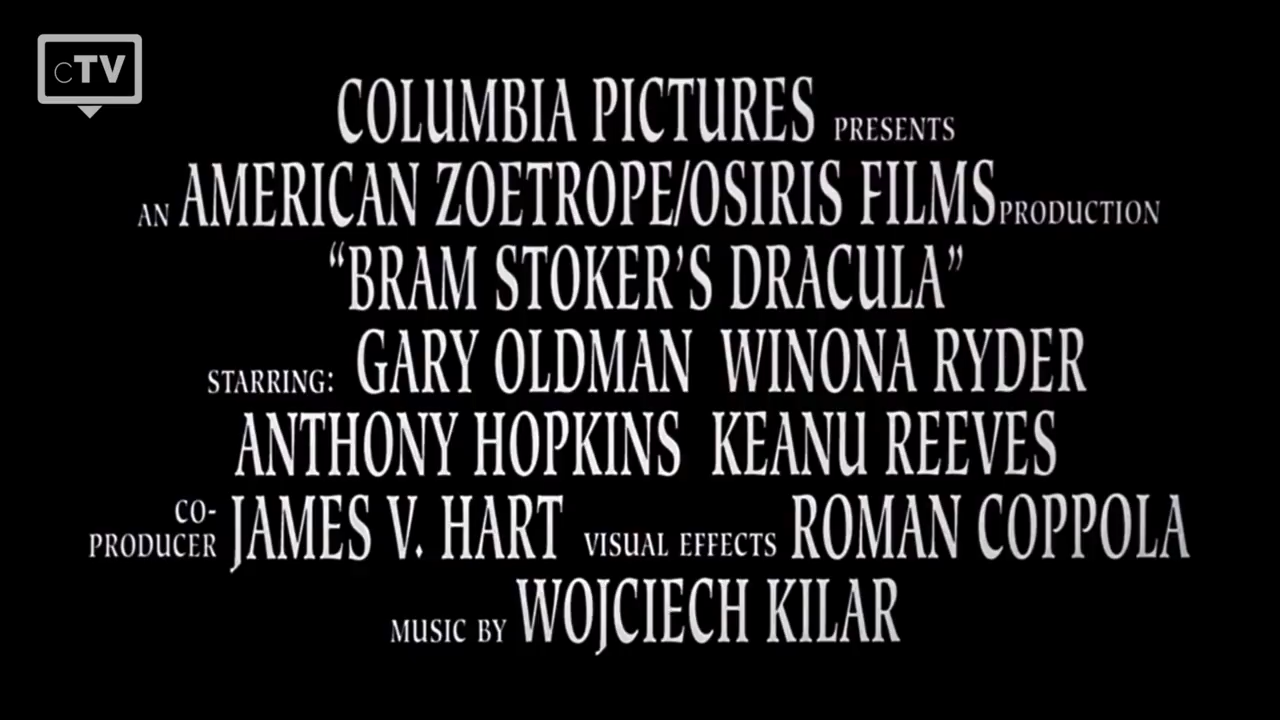 cTV
COLUMBIA PICTURES PRESENTS
AN AMERICAN ZOETROPE/OSIRIS FILMS PRODUCTION
“BRAM STOKER’S DRACULA”
STARRING: GARY OLDMAN WINONA RYDER
ANTHONY HOPKINS KEANU REEVES
CO-
PRODUCER JAMES V. HART VISUAL EFFECTS ROMAN COPPOLA
MUSIC BY WOJCIECH KILAR